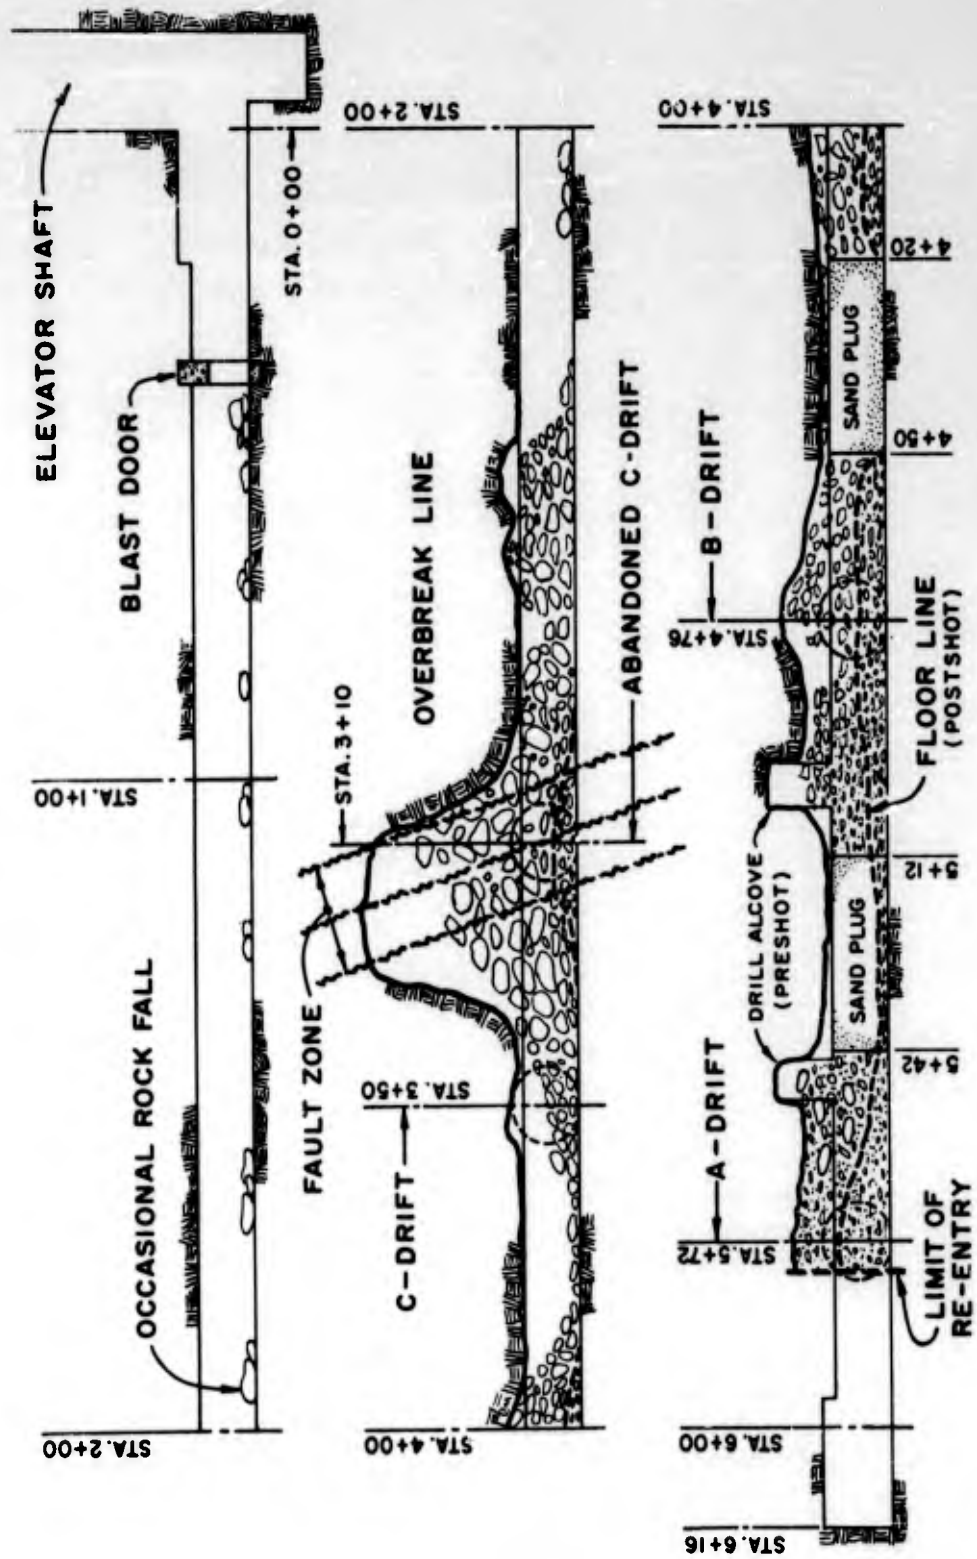 ELEVATOR SHAFT
BLAST DOOR
OCCASIONAL ROCK FALL
STA. 2+00
STA. 1+00
STA. 0+00
STA. 3+10
OVERBREAK LINE
FAULT ZONE
C-DRIFT
STA. 4+00
STA. 3+50
STA. 2+00
ABANDONED C-DRIFT
A-DRIFT
DRILL ALCOVE
(PRESHOT)
B-DRIFT
STA. 6+16
STA. 6+00
STA. 5+72
STA. 4+76
STA. 4+00
SAND PLUG
SAND PLUG
5+42
5+12
4+50
4+20
LIMIT OF
RE-ENTRY
FLOOR LINE
(POSTSHOT)